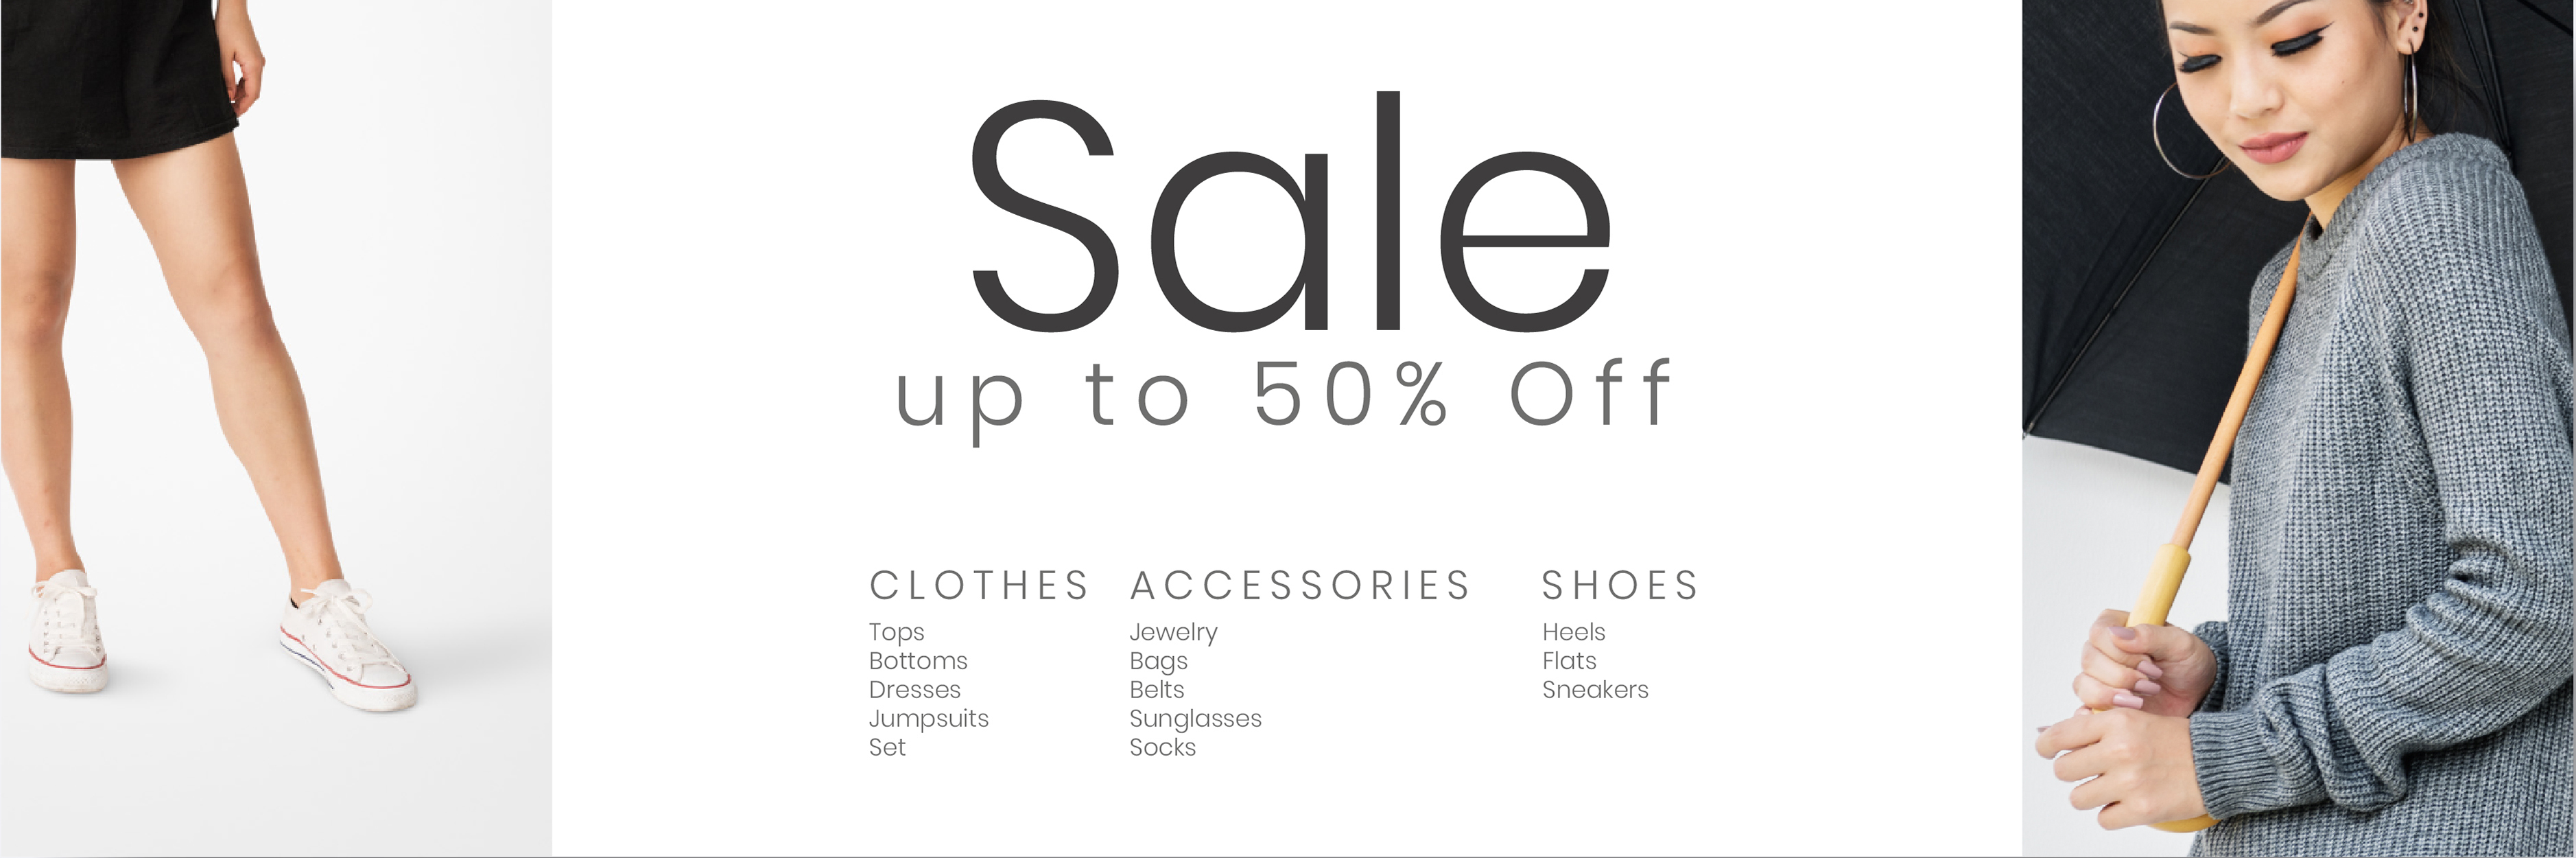 Sale
up to 50% Off
CLOTHES
Tops
Bottoms
Dresses
Jumpsuits
Set
ACCESSORIES
Jewelry
Bags
Belts
Sunglasses
Socks
SHOES
Heels
Flats
Sneakers